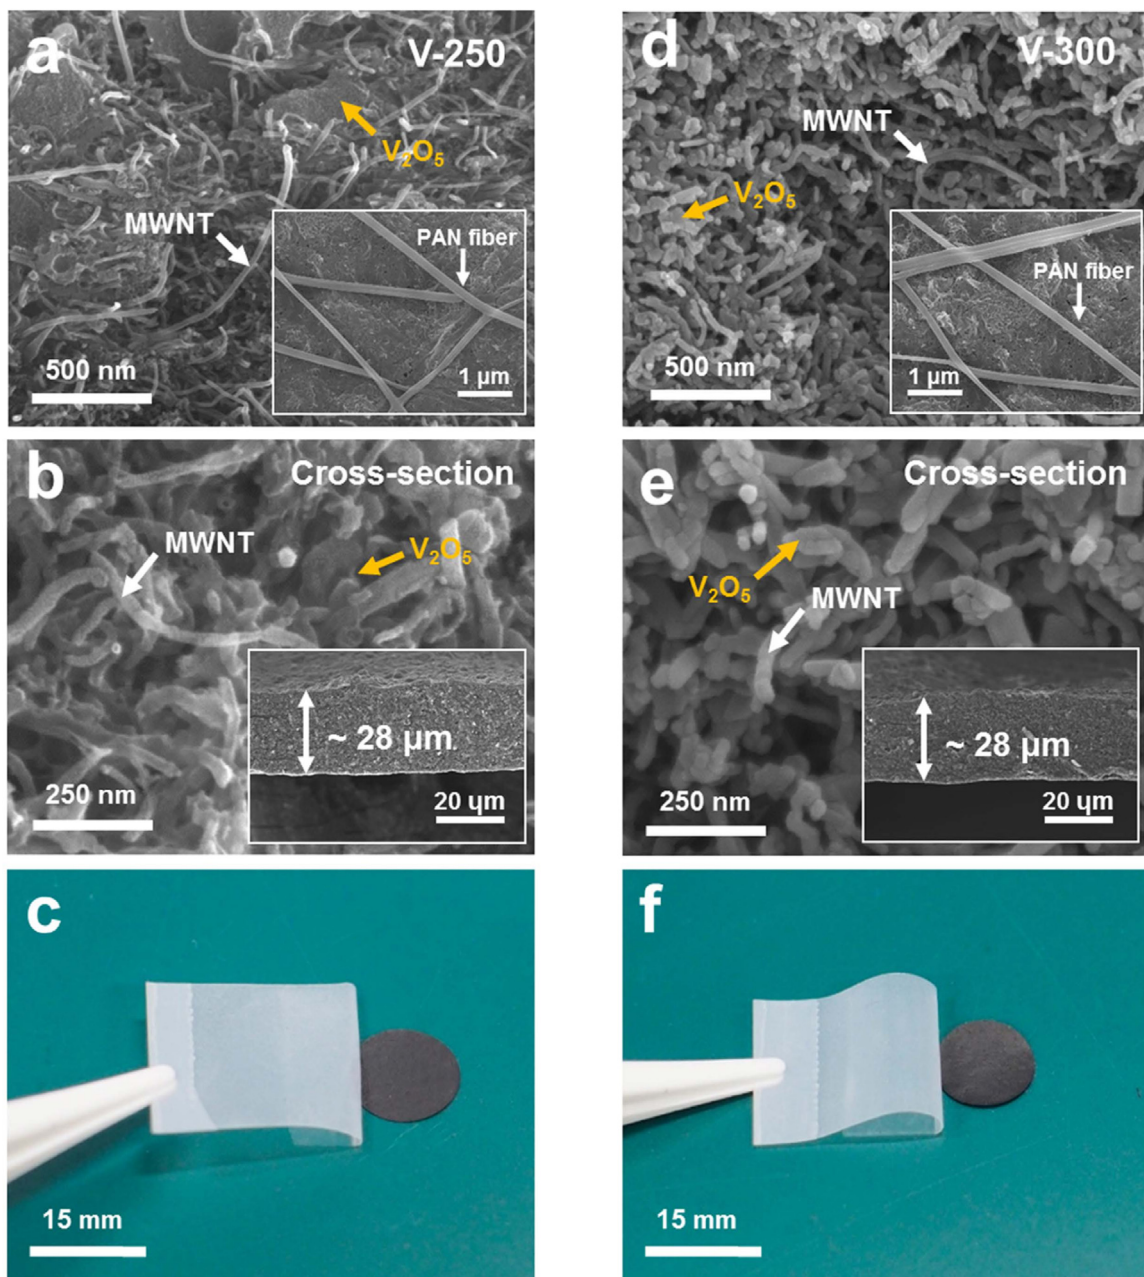 a
V-250
V₂O₅
MWNT
PAN fiber
500 nm
1 μm
b
Cross-section
MWNT
V₂O₅
~ 28 μm
250 nm
20 μm
c
15 mm
d
V-300
MWNT
V₂O₅
PAN fiber
500 nm
1 μm
e
Cross-section
V₂O₅
MWNT
~ 28 μm
250 nm
20 μm
f
15 mm